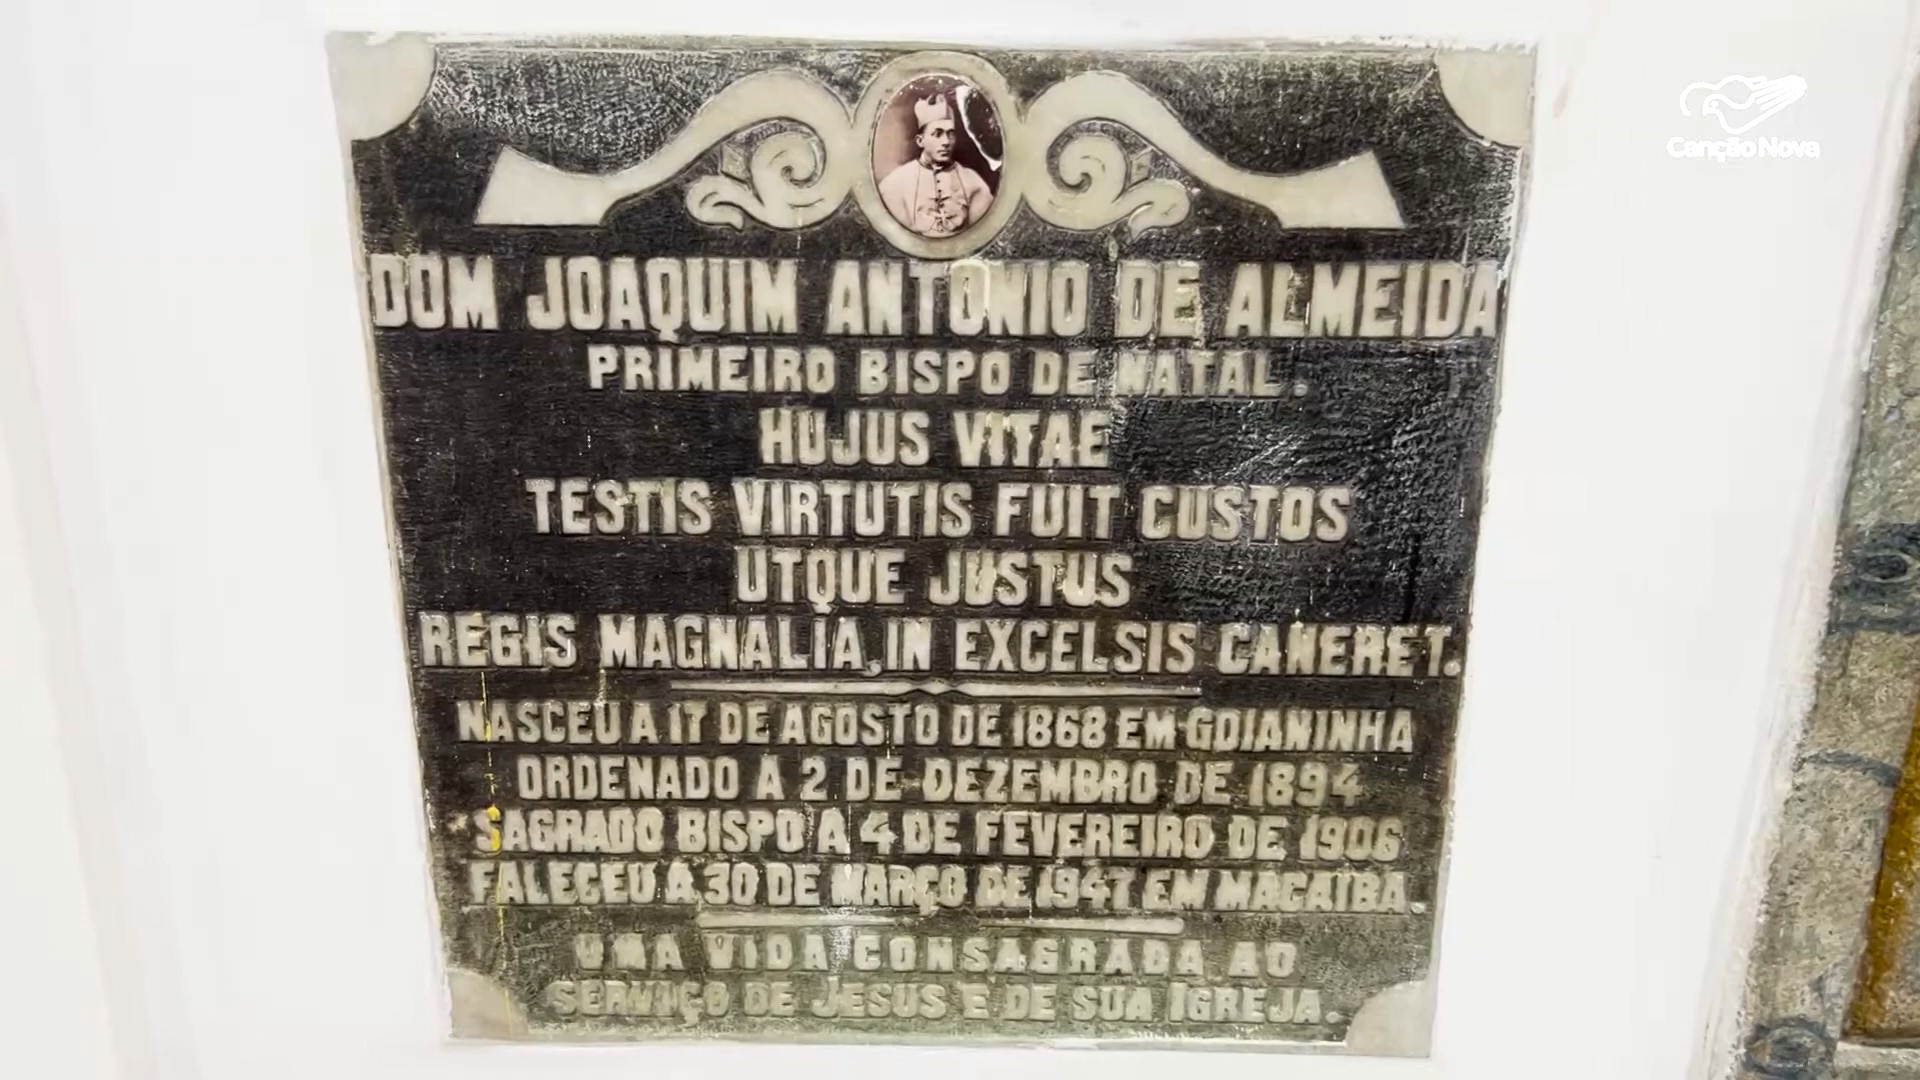 Canção Nova
DOM JOAQUIM ANTONIO DE ALMEIDA
PRIMEIRO BISPO DE NATAL.
HUJUS VITAE
TESTIS VIRTUTIS FUIT CUSTOS
UTQUE JUSTUS
REGIS MAGNALIA, IN EXCELSIS CANERET.
NASCEU A 17 DE AGOSTO DE 1868 EM GOIANINHA
ORDENADO A 2 DE DEZEMBRO DE 1894
SAGRADO BISPO A 4 DE FEVEREIRO DE 1906
FALECEU A 30 DE MARÇO DE 1947 EM MACAIBA.
UMA VIDA CONSAGRADA AO
SERVIÇO DE JESUS E DE SUA IGREJA.